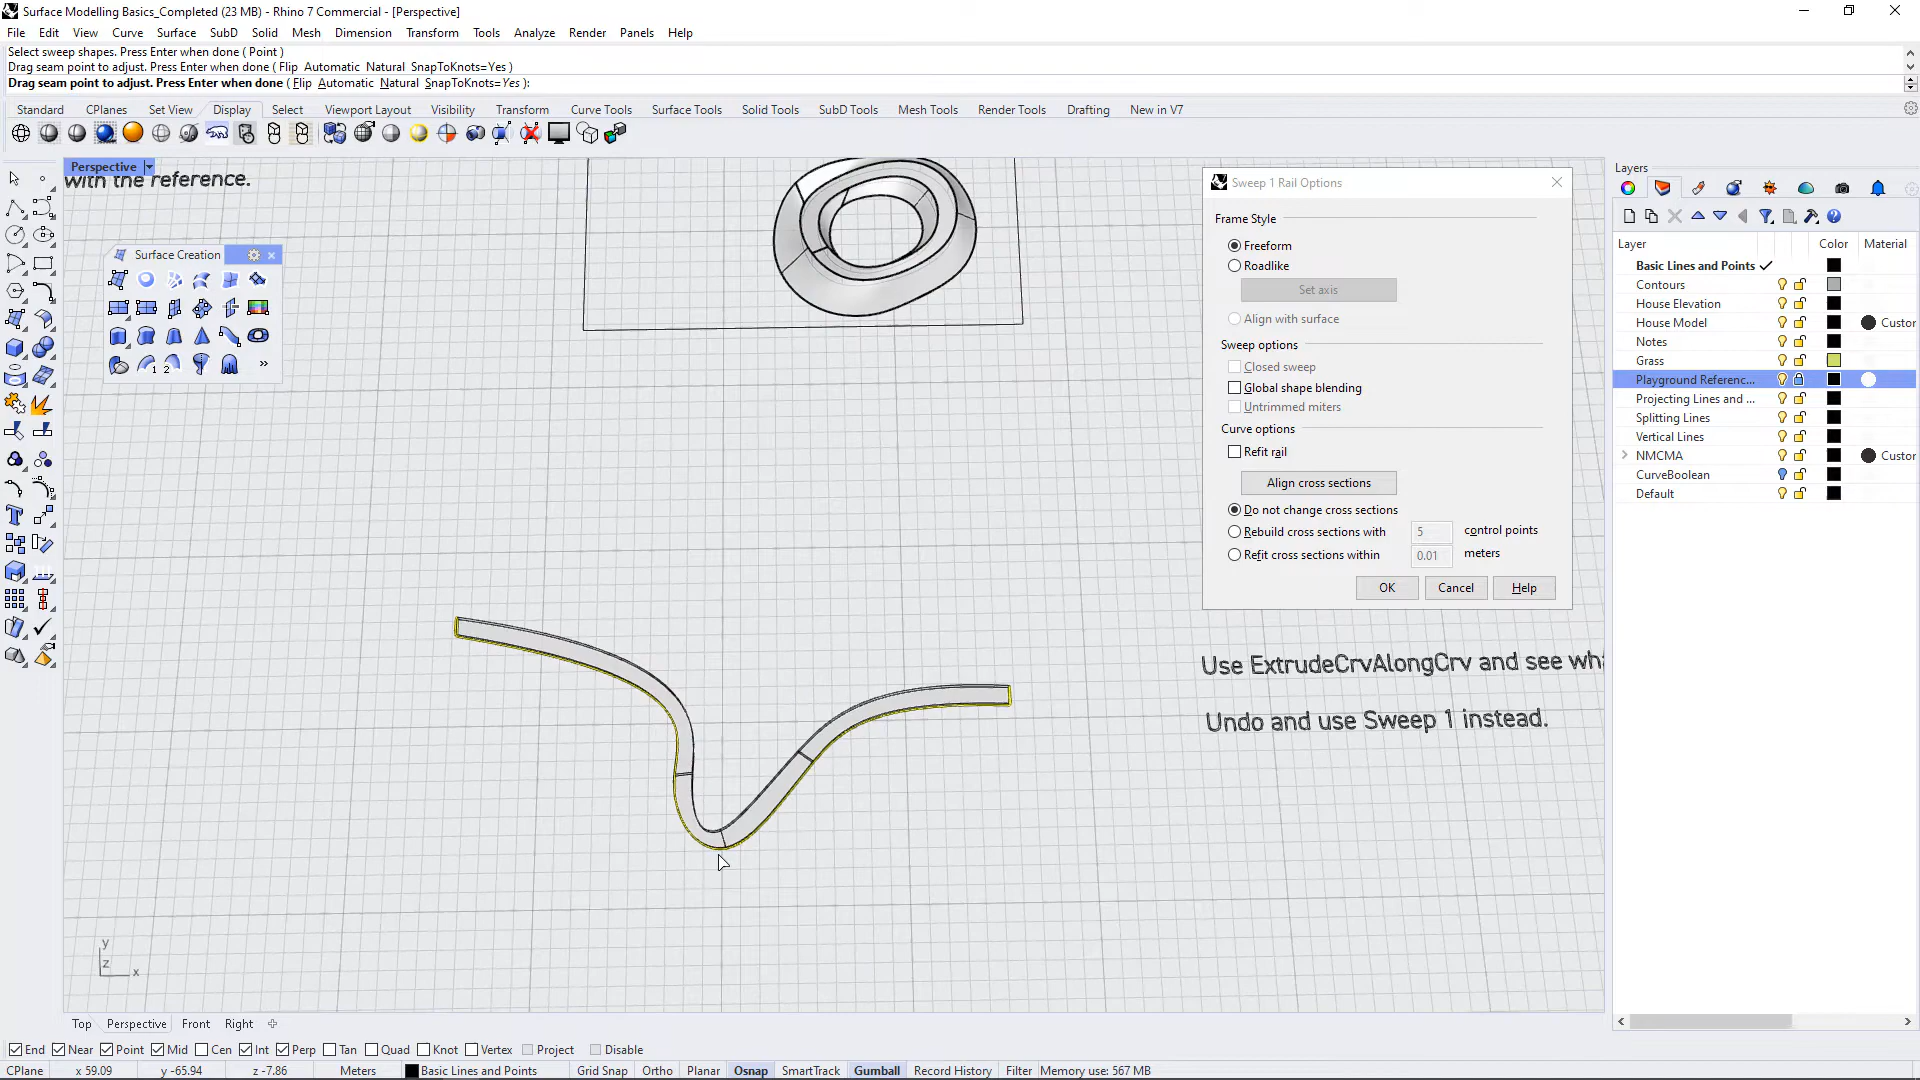 Surface Modelling Basics_Completed (23 MB) - Rhino 7 Commercial - [Perspective]
File Edit View Curve Surface SubD Solid Mesh Dimension Transform Tools Analyze Render Panels Help
Select sweep shapes. Press Enter when done ( Point )
Drag seam point to adjust. Press Enter when done ( Flip Automatic Natural SnapToKnots=Yes )
Drag seam point to adjust. Press Enter when done ( Flip Automatic Natural SnapToKnots=Yes ):
Standard CPlanes Set View Display Select Viewport Layout Visibility Transform Curve Tools Surface Tools Solid Tools SubD Tools Mesh Tools Render Tools Drafting New in V7
Perspective
with the reference.
Surface Creation
1 2
Sweep 1 Rail Options
Frame Style
Freeform
Roadlike
Set axis
Align with surface
Sweep options
Closed sweep
Global shape blending
Untrimmed miters
Curve options
Refit rail
Align cross sections
Do not change cross sections
Rebuild cross sections with 5 control points
Refit cross sections within 0.01 meters
OK Cancel Help
Use ExtrudeCrvAlongCrv and see wh
Undo and use Sweep 1 instead.
Layers
Layer Color Material
Basic Lines and Points
Contours
House Elevation
House Model Custo
Notes
Grass
Playground Referenc...
Projecting Lines and ...
Splitting Lines
Vertical Lines
NMCMA Custo
CurveBoolean
Default
y
z
x
Top Perspective Front Right
End Near Point Mid Cen Int Perp Tan Quad Knot Vertex Project Disable
CPlane x 59.09 y -65.94 z -7.86 Meters Basic Lines and Points Grid Snap Ortho Planar Osnap SmartTrack Gumball Record History Filter Memory use: 567 MB